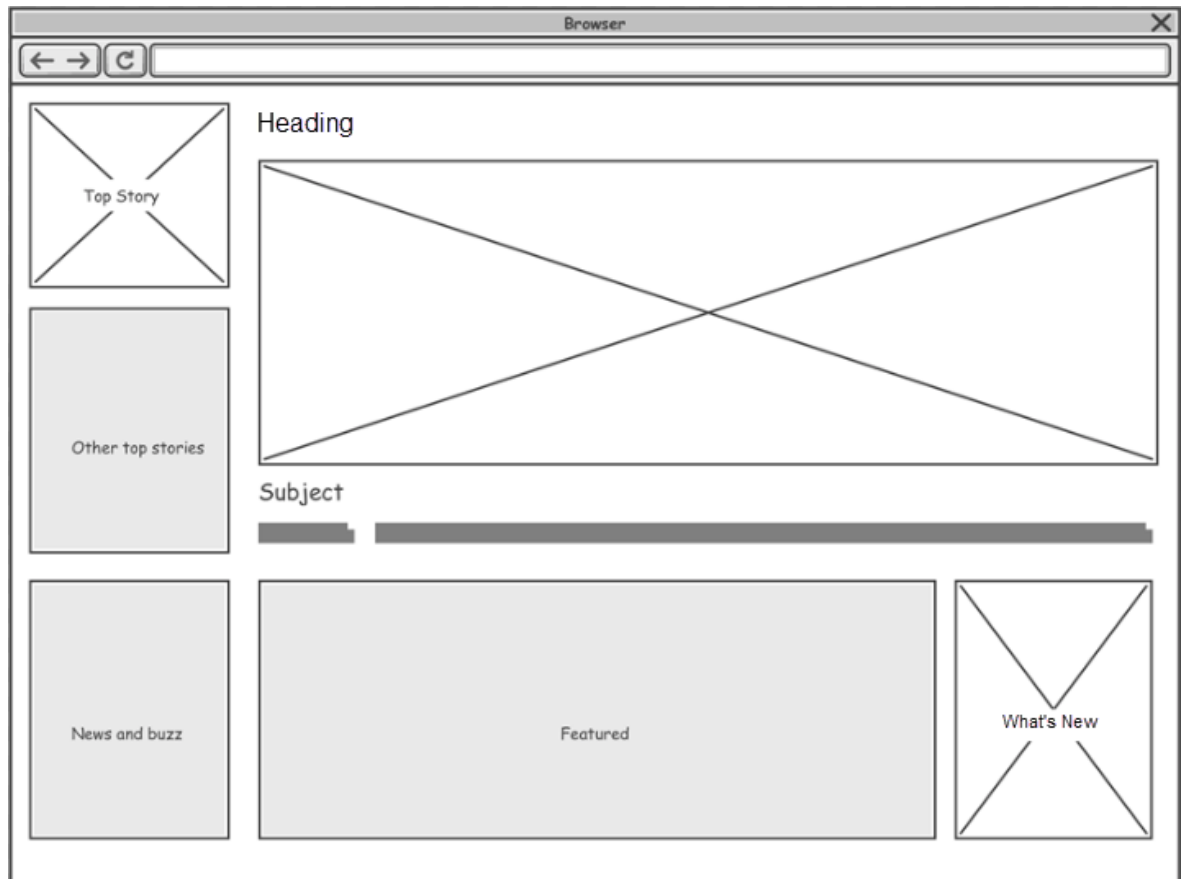 Browser
Heading
Top Story
Other top stories
Subject
News and buzz
Featured
What's New